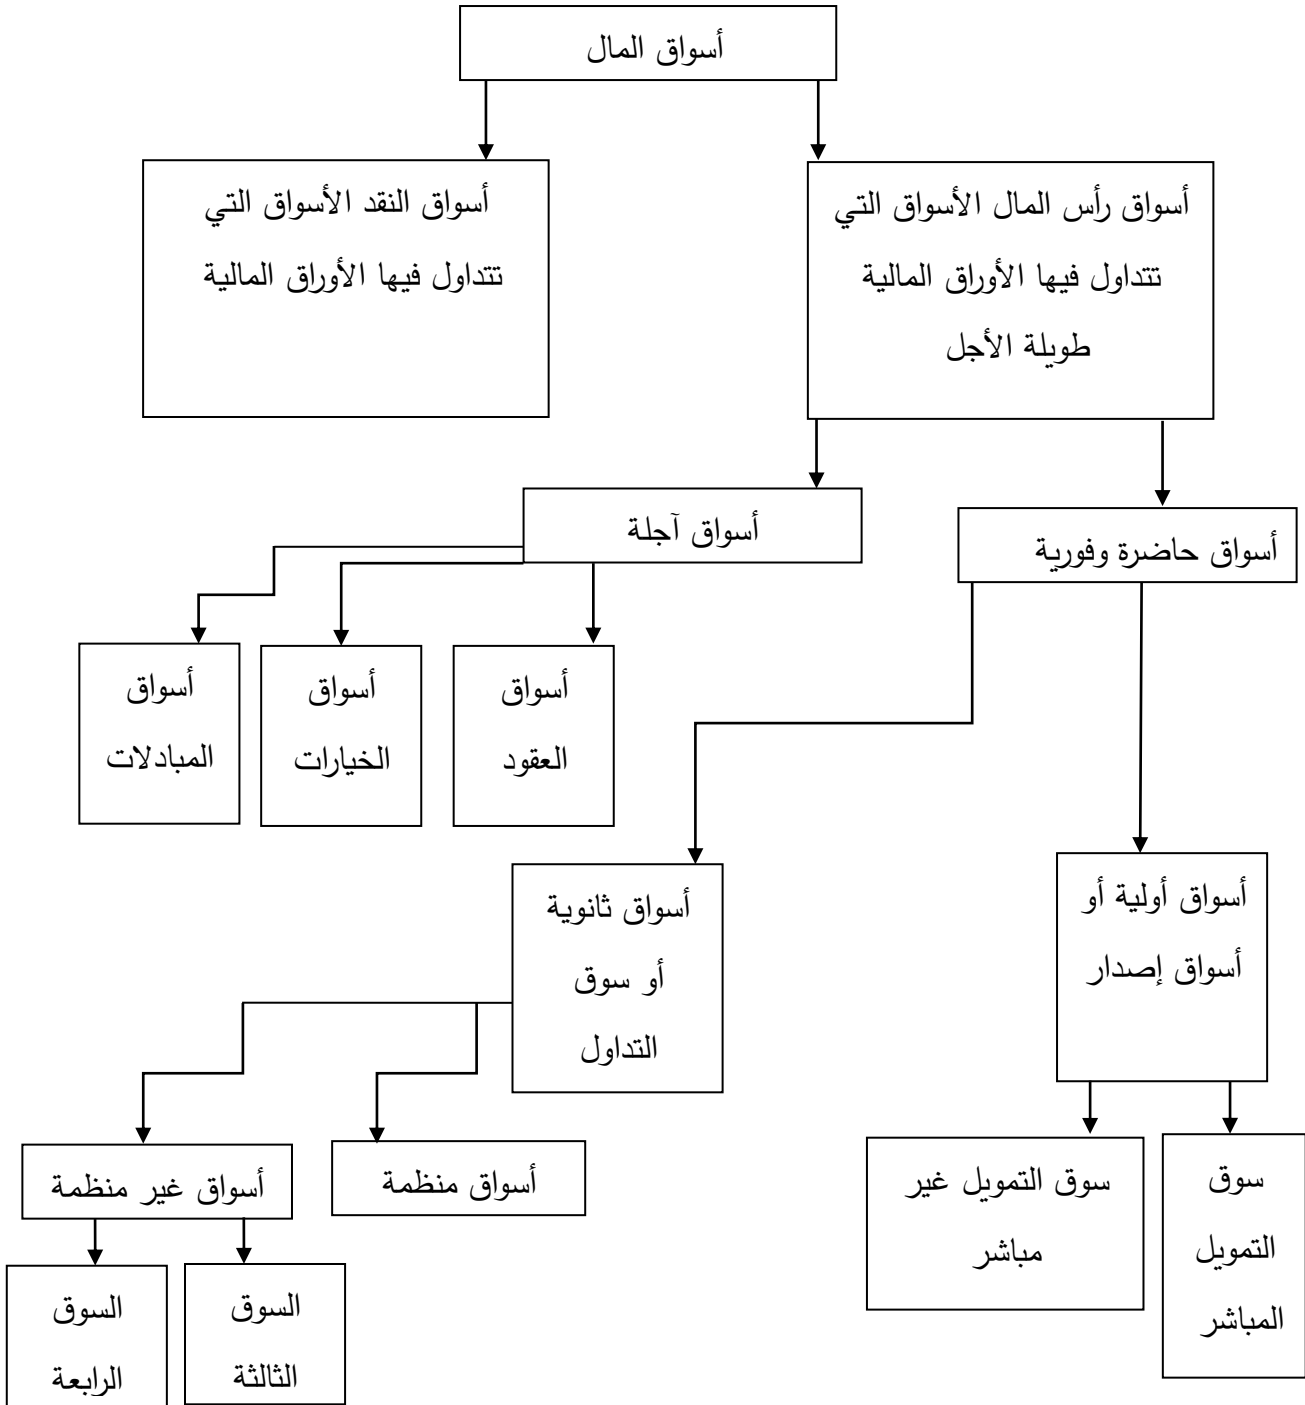 أسواق المال
أسواق رأس المال الأسواق التي
تتداول فيها الأوراق المالية
طويلة الأجل
أسواق النقد الأسواق التي
تتداول فيها الأوراق المالية
أسواق حاضرة وفورية
أسواق آجلة
أسواق
العقود
أسواق
الخيارات
أسواق
المبادلات
أسواق أولية أو
أسواق إصدار
أسواق ثانوية
أو سوق
التداول
سوق
التمويل
المباشر
سوق التمويل غير
مباشر
أسواق منظمة
أسواق غير منظمة
السوق
الثالثة
السوق
الرابعة